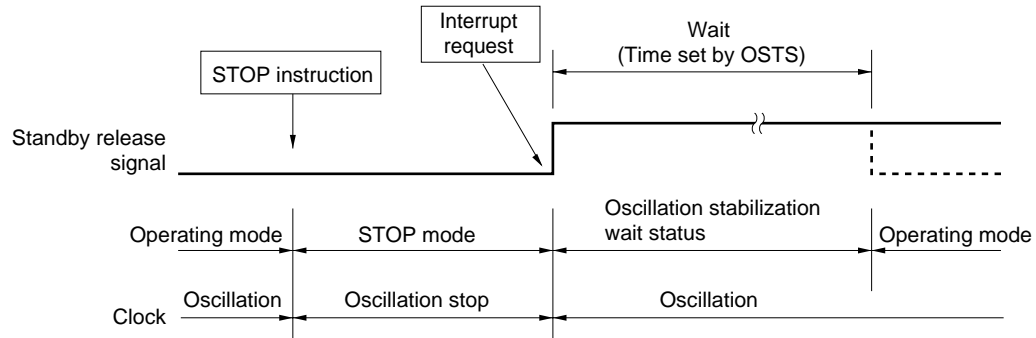 Interrupt
request
Wait
(Time set by OSTS)
STOP instruction
Standby release
signal
Operating mode
STOP mode
Oscillation stabilization
wait status
Operating mode
Clock
Oscillation
Oscillation stop
Oscillation